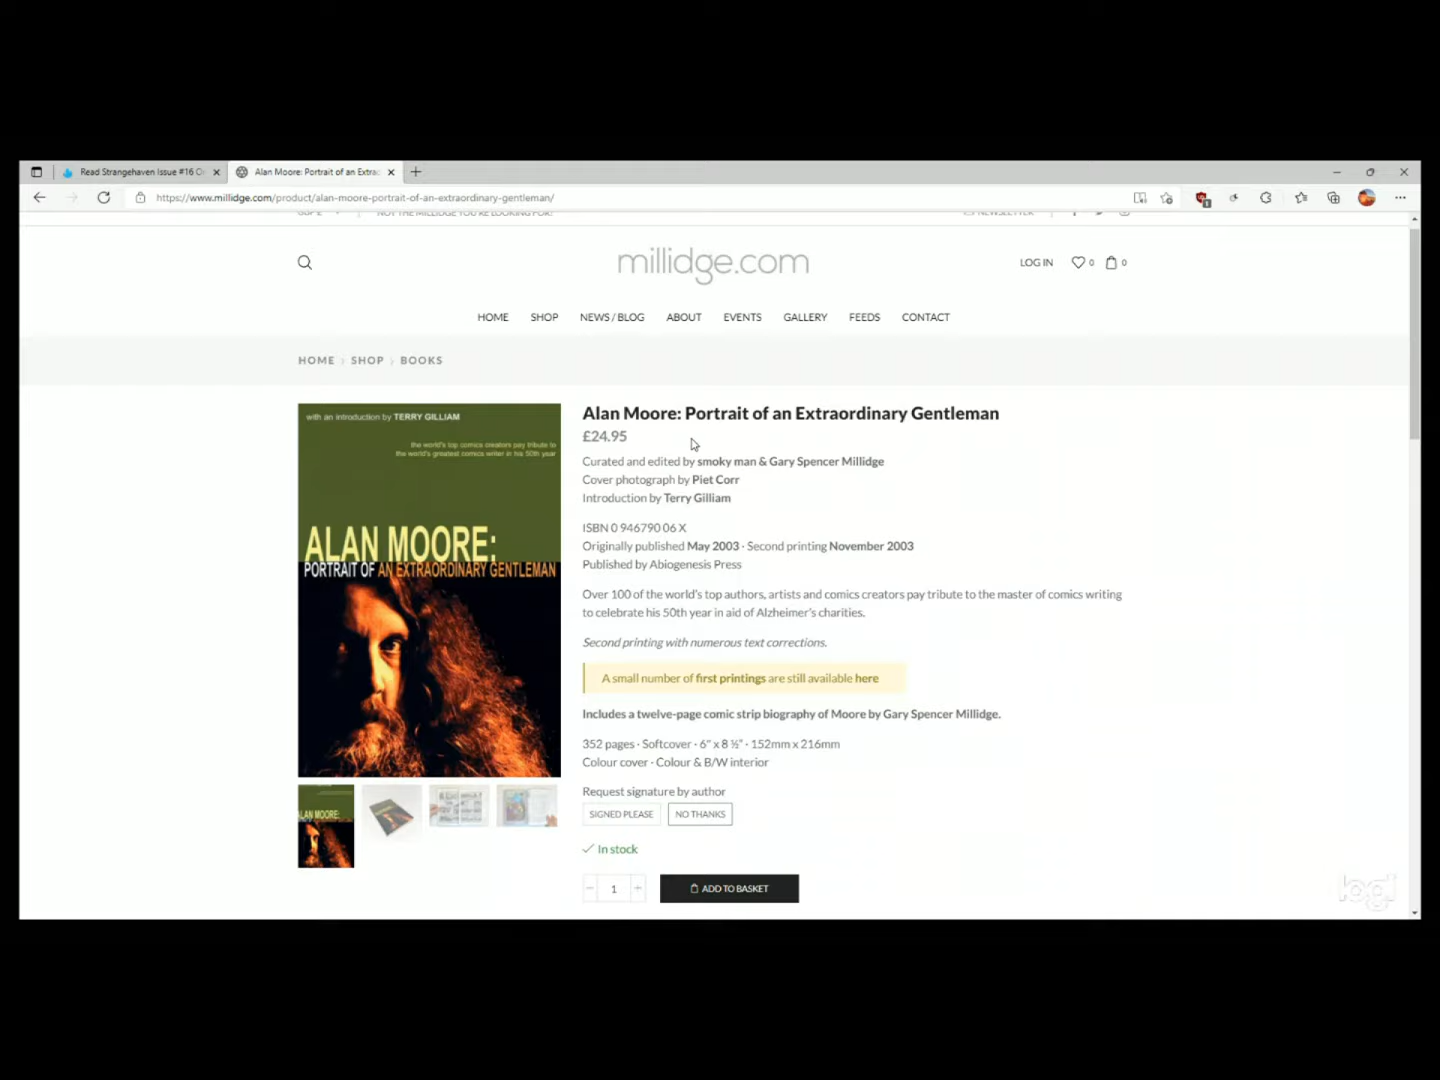 Read Strangehaven Issue #16 O
Alan Moore: Portrait of an Extrac
https://www.millidge.com/product/alan-moore-portrait-of-an-extraordinary-gentleman/
NOT THE MILLIDGE YOU'RE LOOKING FOR?
NEWSLETTER
millidge.com
LOG IN
0
0
HOME SHOP NEWS / BLOG ABOUT EVENTS GALLERY FEEDS CONTACT
HOME › SHOP › BOOKS
with an introduction by TERRY GILLIAM
the world's top comics creators pay tribute to
the world's greatest comics writer in his 50th year
ALAN MOORE:
PORTRAIT OF AN EXTRAORDINARY GENTLEMAN
Alan Moore: Portrait of an Extraordinary Gentleman
£24.95
Curated and edited by smoky man & Gary Spencer Millidge
Cover photograph by Piet Corr
Introduction by Terry Gilliam
ISBN 0 946790 06 X
Originally published May 2003 · Second printing November 2003
Published by Abiogenesis Press
Over 100 of the world's top authors, artists and comics creators pay tribute to the master of comics writing
to celebrate his 50th year in aid of Alzheimer's charities.
Second printing with numerous text corrections.
A small number of first printings are still available here
Includes a twelve-page comic strip biography of Moore by Gary Spencer Millidge.
352 pages · Softcover · 6" x 8 ½" · 152mm x 216mm
Colour cover · Colour & B/W interior
Request signature by author
SIGNED PLEASE
NO THANKS
In stock
1
ADD TO BASKET
logi